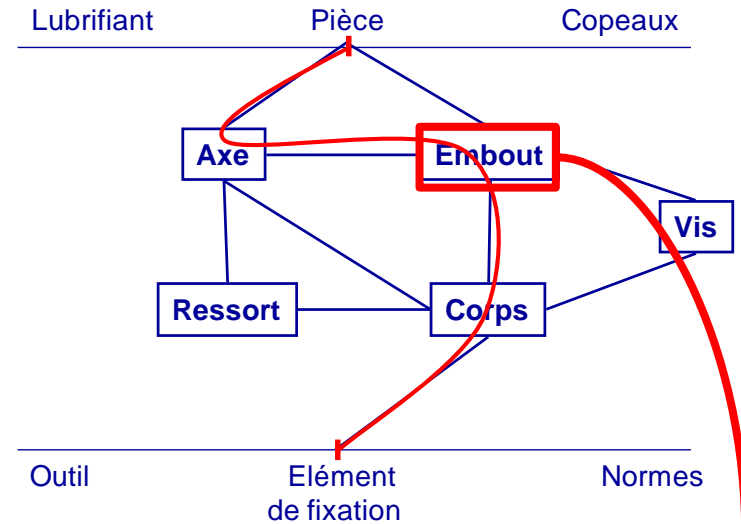 Lubrifiant Pièce Copeaux
Axe Embout
Vis
Ressort Corps
Outil Elément Normes
de fixation